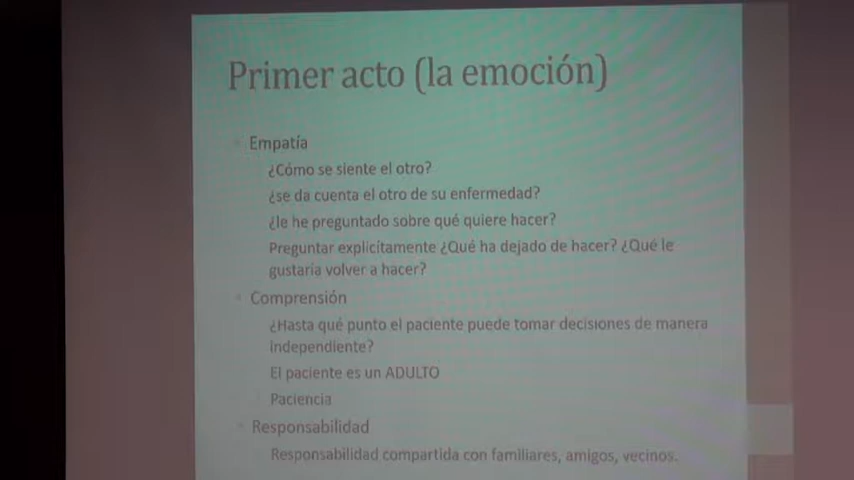 Primer acto (la emoción)
Empatía
¿Cómo se siente el otro?
¿se da cuenta el otro de su enfermedad?
¿le he preguntado sobre qué quiere hacer?
Preguntar explícitamente ¿Qué ha dejado de hacer? ¿Qué le
gustaría volver a hacer?
Comprensión
¿Hasta qué punto el paciente puede tomar decisiones de manera
independiente?
El paciente es un ADULTO
Paciencia
Responsabilidad
Responsabilidad compartida con familiares, amigos, vecinos.